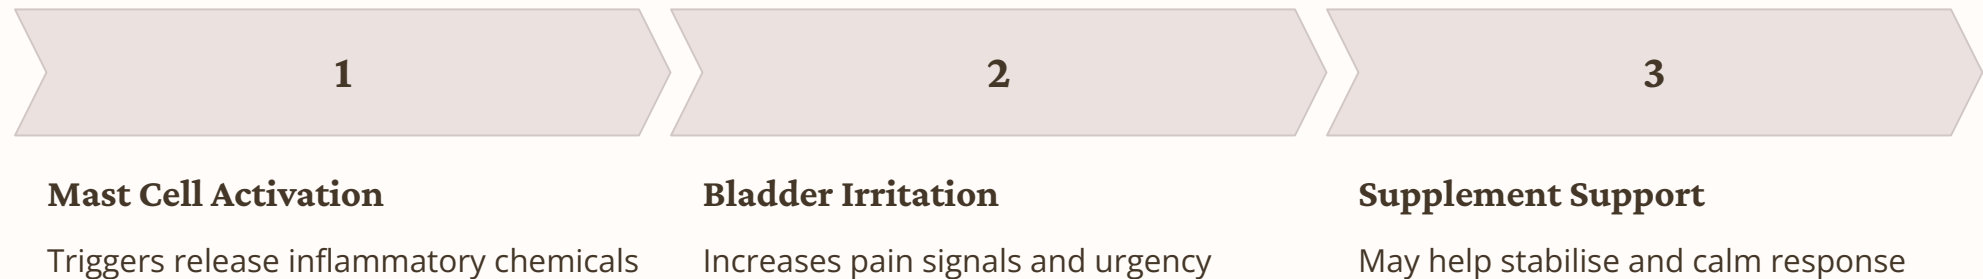 1
2
3
Mast Cell Activation
Triggers release inflammatory chemicals
Bladder Irritation
Increases pain signals and urgency
Supplement Support
May help stabilise and calm response